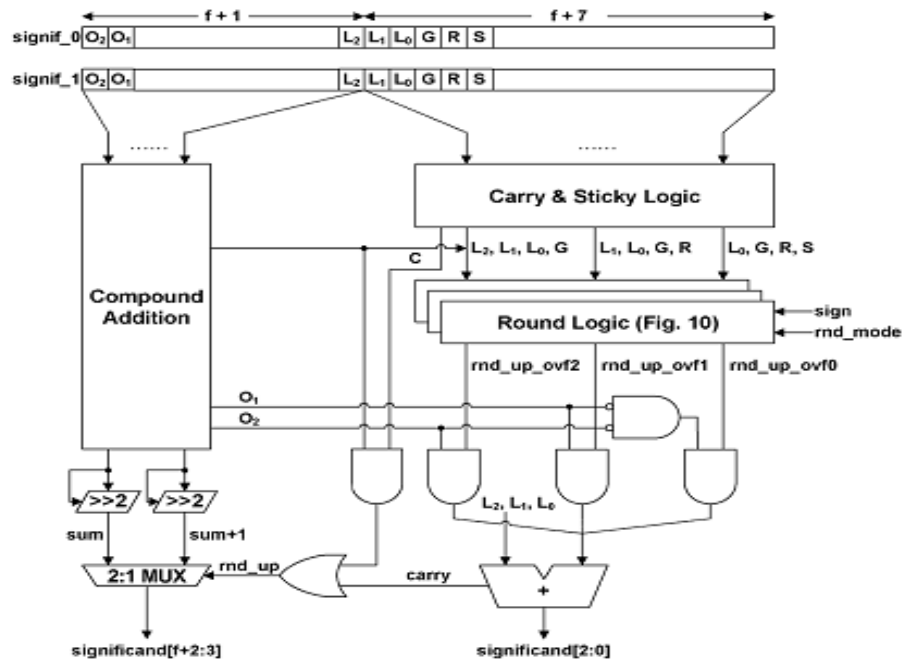 f + 1 f + 7
signif_0 O₂ O₁ L₂ L₁ L₀ G R S
signif_1 O₂ O₁ L₂ L₁ L₀ G R S
...... ......
Carry & Sticky Logic
L₂, L₁, L₀, G L₁, L₀, G, R L₀, G, R, S
C
Compound
Addition
sign
Round Logic (Fig. 10)
rnd_mode
rnd_up_ovf2 rnd_up_ovf1 rnd_up_ovf0
O₁
O₂
>>2 >>2
L₂, L₁, L₀
sum sum+1
2:1 MUX rnd_up carry +
significand[f+2:3] significand[2:0]